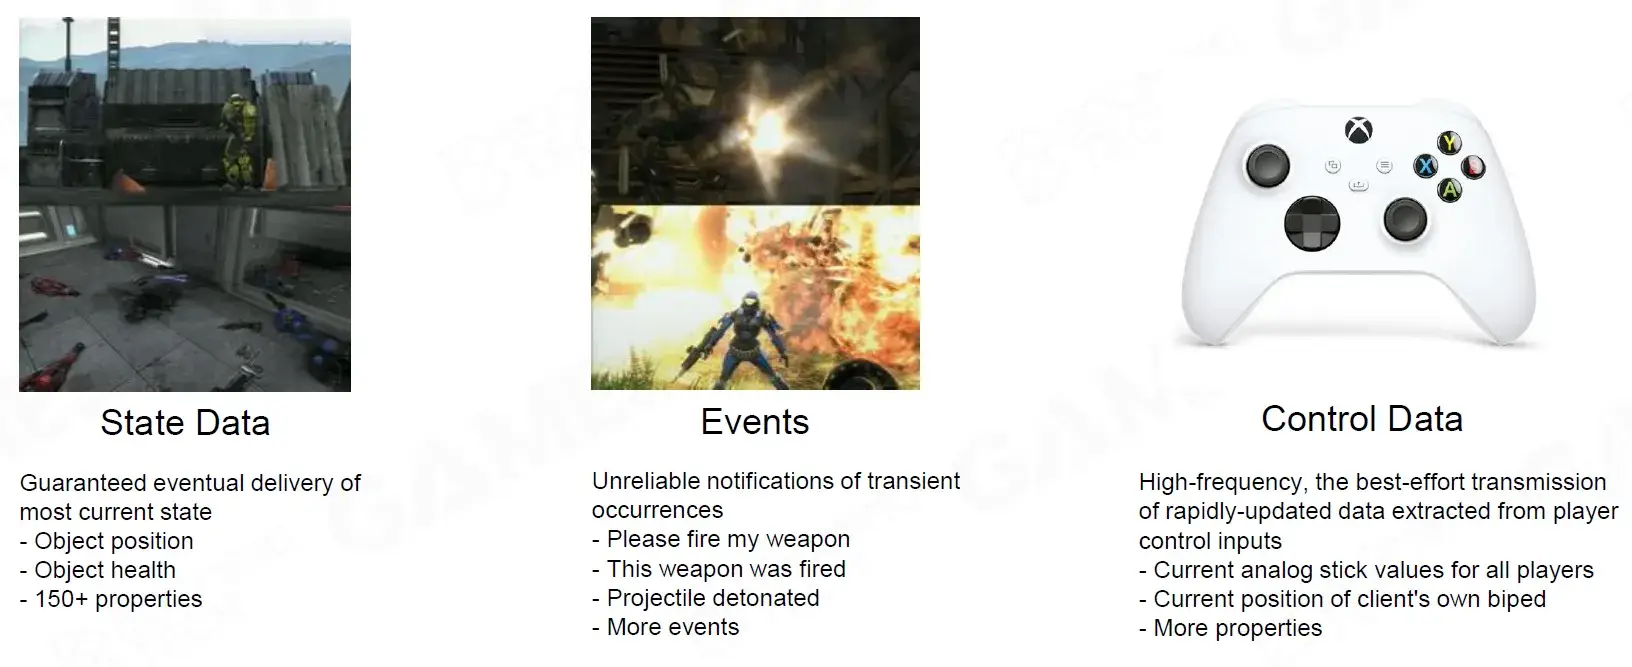 State Data
Guaranteed eventual delivery of
most current state
- Object position
- Object health
- 150+ properties
Events
Unreliable notifications of transient
occurrences
- Please fire my weapon
- This weapon was fired
- Projectile detonated
- More events
Y
X
A
Control Data
High-frequency, the best-effort transmission
of rapidly-updated data extracted from player
control inputs
- Current analog stick values for all players
- Current position of client's own biped
- More properties